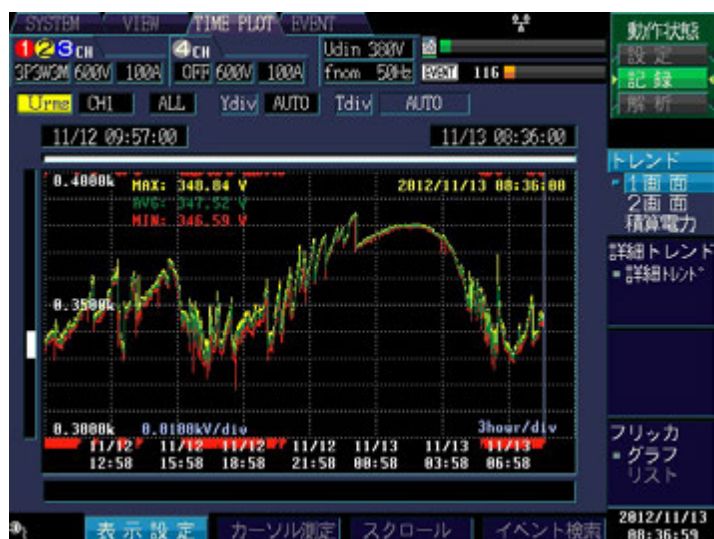 SYSTEM VIEW TIME PLOT EVENT
123CH 4CH Udin 380V
3P3W3M 600V 100A OFF 600V 100A fnom 50Hz EVENT 116
Urms CH1 ALL Ydiv AUTO Tdiv AUTO
11/12 09:57:00 11/13 08:36:00
0.4000k MAX: 348.84 V 2012/11/13 08:36:00
AVG: 347.52 V
MIN: 346.59 V
0.3500k
0.3000k 0.0100kV/div 3hour/div
11/12 11/12 11/12 11/12 11/13 11/13 11/13
12:58 15:58 18:58 21:58 00:58 03:58 06:58
動作状態
設定
記録
解析
トレンド
1画面
2画面
積算電力
詳細トレンド
詳細トレンド
フリッカ
グラフ
リスト
表示設定 カーソル測定 スクロール イベント検索
2012/11/13
08:36:59